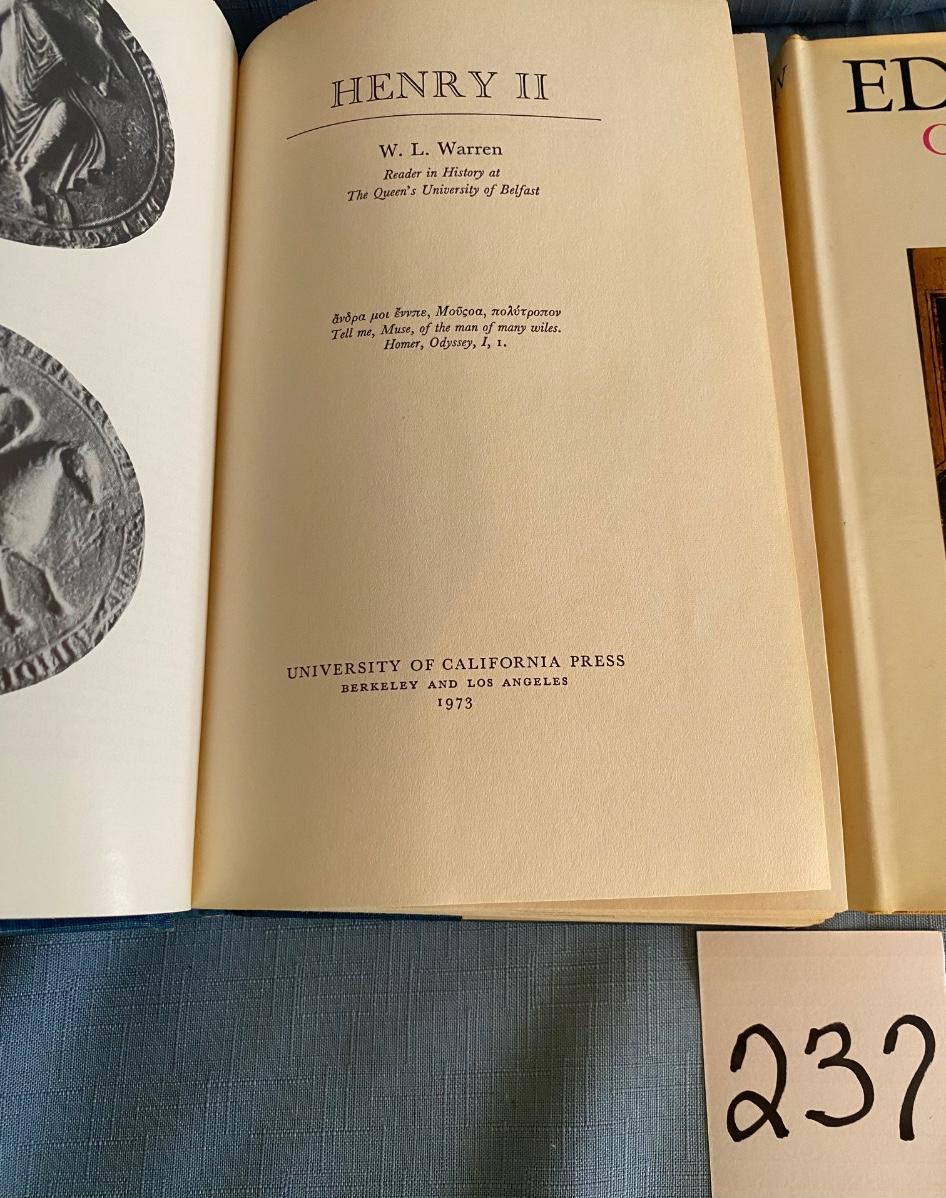 HENRY II
W. L. Warren
Reader in History at
The Queen's University of Belfast
ἄνδρα μοι ἔννπε, Μοῦςοα, πολύτροπον
Tell me, Muse, of the man of many wiles.
Homer, Odyssey, I, 1.
UNIVERSITY OF CALIFORNIA PRESS
BERKELEY AND LOS ANGELES
1973
ED
237